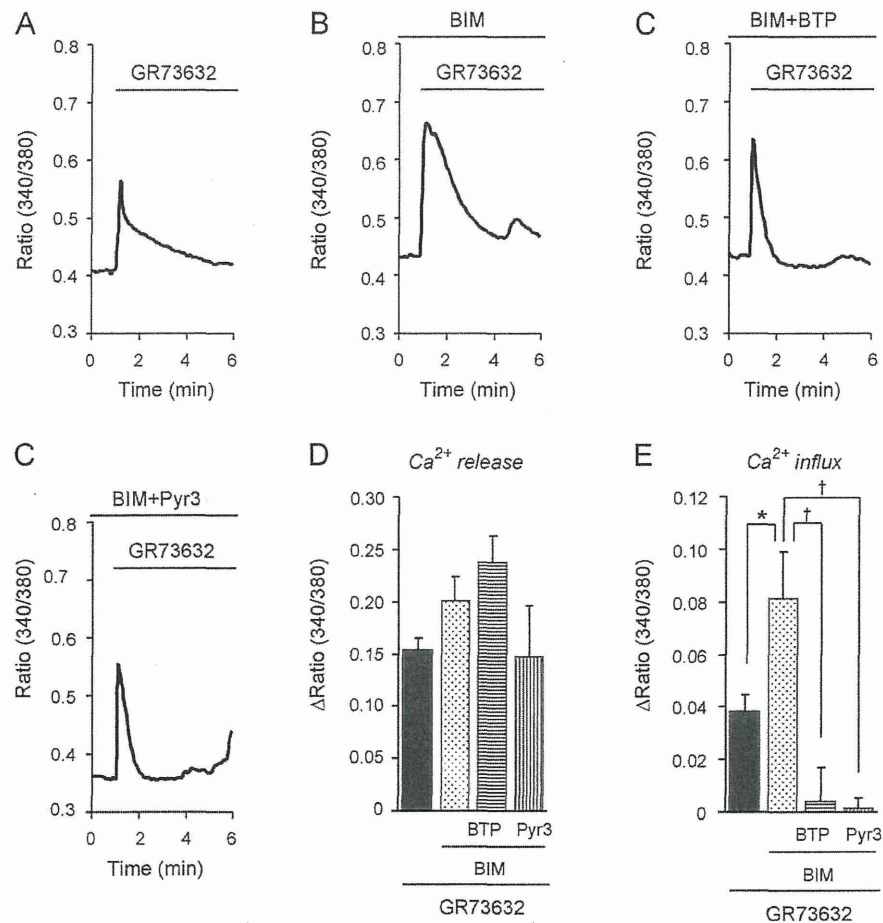 A
0.8
0.7
0.6
0.5
0.4
0.3
Ratio (340/380)
GR73632
0
2
4
6
Time (min)
B
BIM
0.8
0.7
0.6
0.5
0.4
0.3
Ratio (340/380)
GR73632
0
2
4
6
Time (min)
C
BIM+BTP
0.8
0.7
0.6
0.5
0.4
0.3
Ratio (340/380)
GR73632
0
2
4
6
Time (min)
C
BIM+Pyr3
0.8
0.7
0.6
0.5
0.4
0.3
Ratio (340/380)
GR73632
0
2
4
6
Time (min)
D
Ca2+ release
0.30
0.25
0.20
0.15
0.10
0.05
0
ΔRatio (340/380)
BTP
Pyr3
BIM
GR73632
E
Ca2+ influx
0.12
0.10
0.08
0.06
0.04
0.02
0
ΔRatio (340/380)
*
†
†
BTP
Pyr3
BIM
GR73632